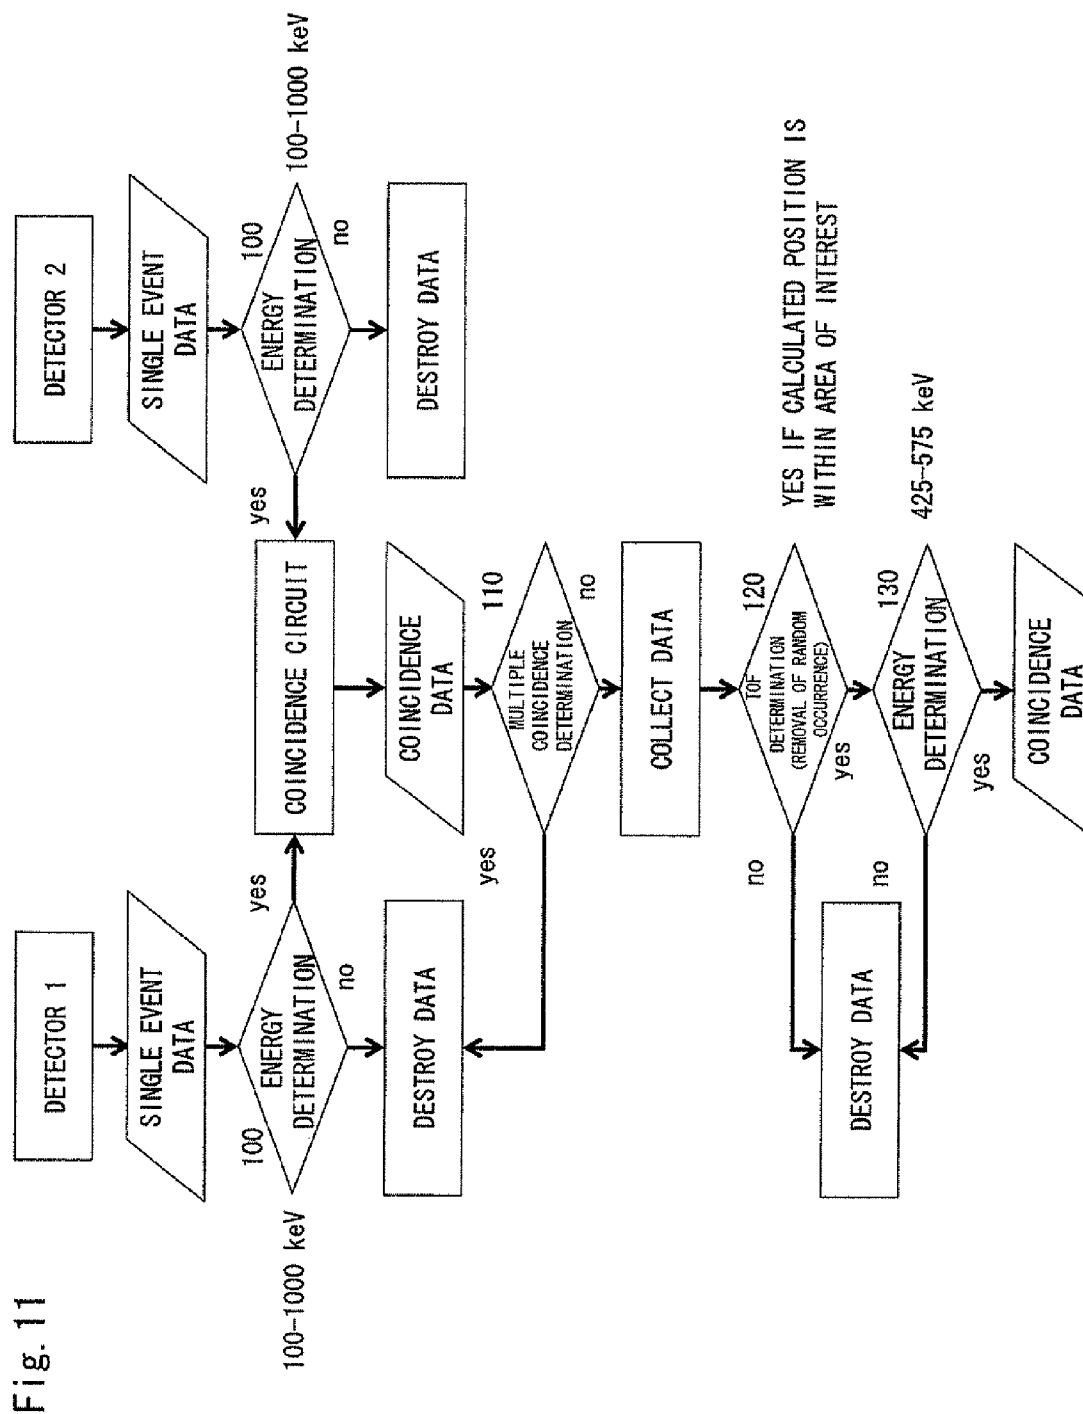 Fig. 11
DETECTOR 1
SINGLE EVENT
DATA
100
ENERGY
DETERMINATION
100-1000 keV
yes
no
DESTROY DATA
DETECTOR 2
SINGLE EVENT
DATA
100
ENERGY
DETERMINATION
100-1000 keV
yes
no
DESTROY DATA
COINCIDENCE CIRCUIT
COINCIDENCE
DATA
110
MULTIPLE
COINCIDENCE
DETERMINATION
yes
no
COLLECT DATA
120
TOF
DETERMINATION
(REMOVAL OF RANDOM
OCCURRENCE)
YES IF CALCULATED POSITION IS
WITHIN AREA OF INTEREST
no
yes
130
ENERGY
DETERMINATION
425-575 keV
no
yes
DESTROY DATA
COINCIDENCE
DATA